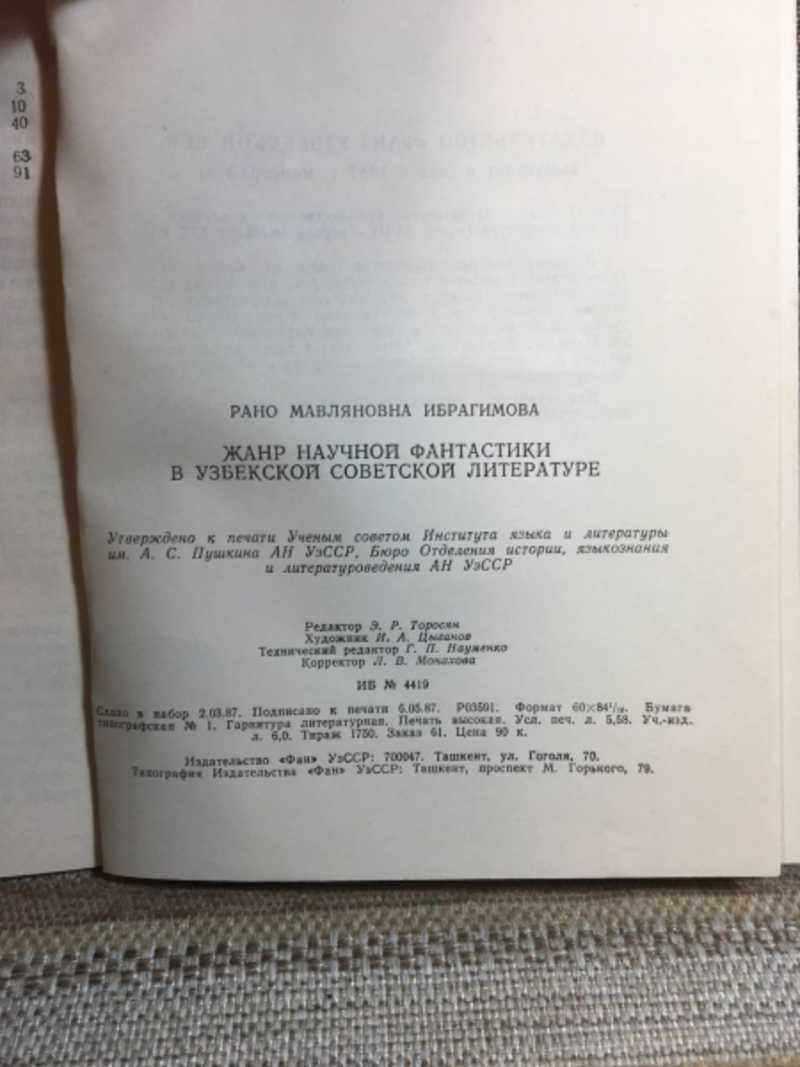 3
10
40
63
91
РАНО МАВЛЯНОВНА ИБРАГИМОВА
ЖАНР НАУЧНОЙ ФАНТАСТИКИ
В УЗБЕКСКОЙ СОВЕТСКОЙ ЛИТЕРАТУРЕ
Утверждено к печати Ученым советом Института языка и литературы
им. А. С. Пушкина АН УзССР, Бюро Отделения истории, языкознания
и литературоведения АН УзССР
Редактор Э. Р. Торосян
Художник И. А. Цыганов
Технический редактор Г. П. Науменко
Корректор Л. В.
ИБ № 4419
Сдано в набор 2.03.87. Подписано к печати 6.05.87. Р03591. Формат 60×84¹/₁₆. Бумага
типографская № 1. Гарнитура литературная. Печать высокая. Усл. печ. л. 5,58. Уч.-изд.
л. 6,0. Тираж 1750. Заказ 61. Цена 90 к.
Издательство «Фан» УзССР: 700047. Ташкент, ул. Гоголя, 70.
Типография Издательства «Фан» УзССР: Ташкент, проспект М. Горького, 79.